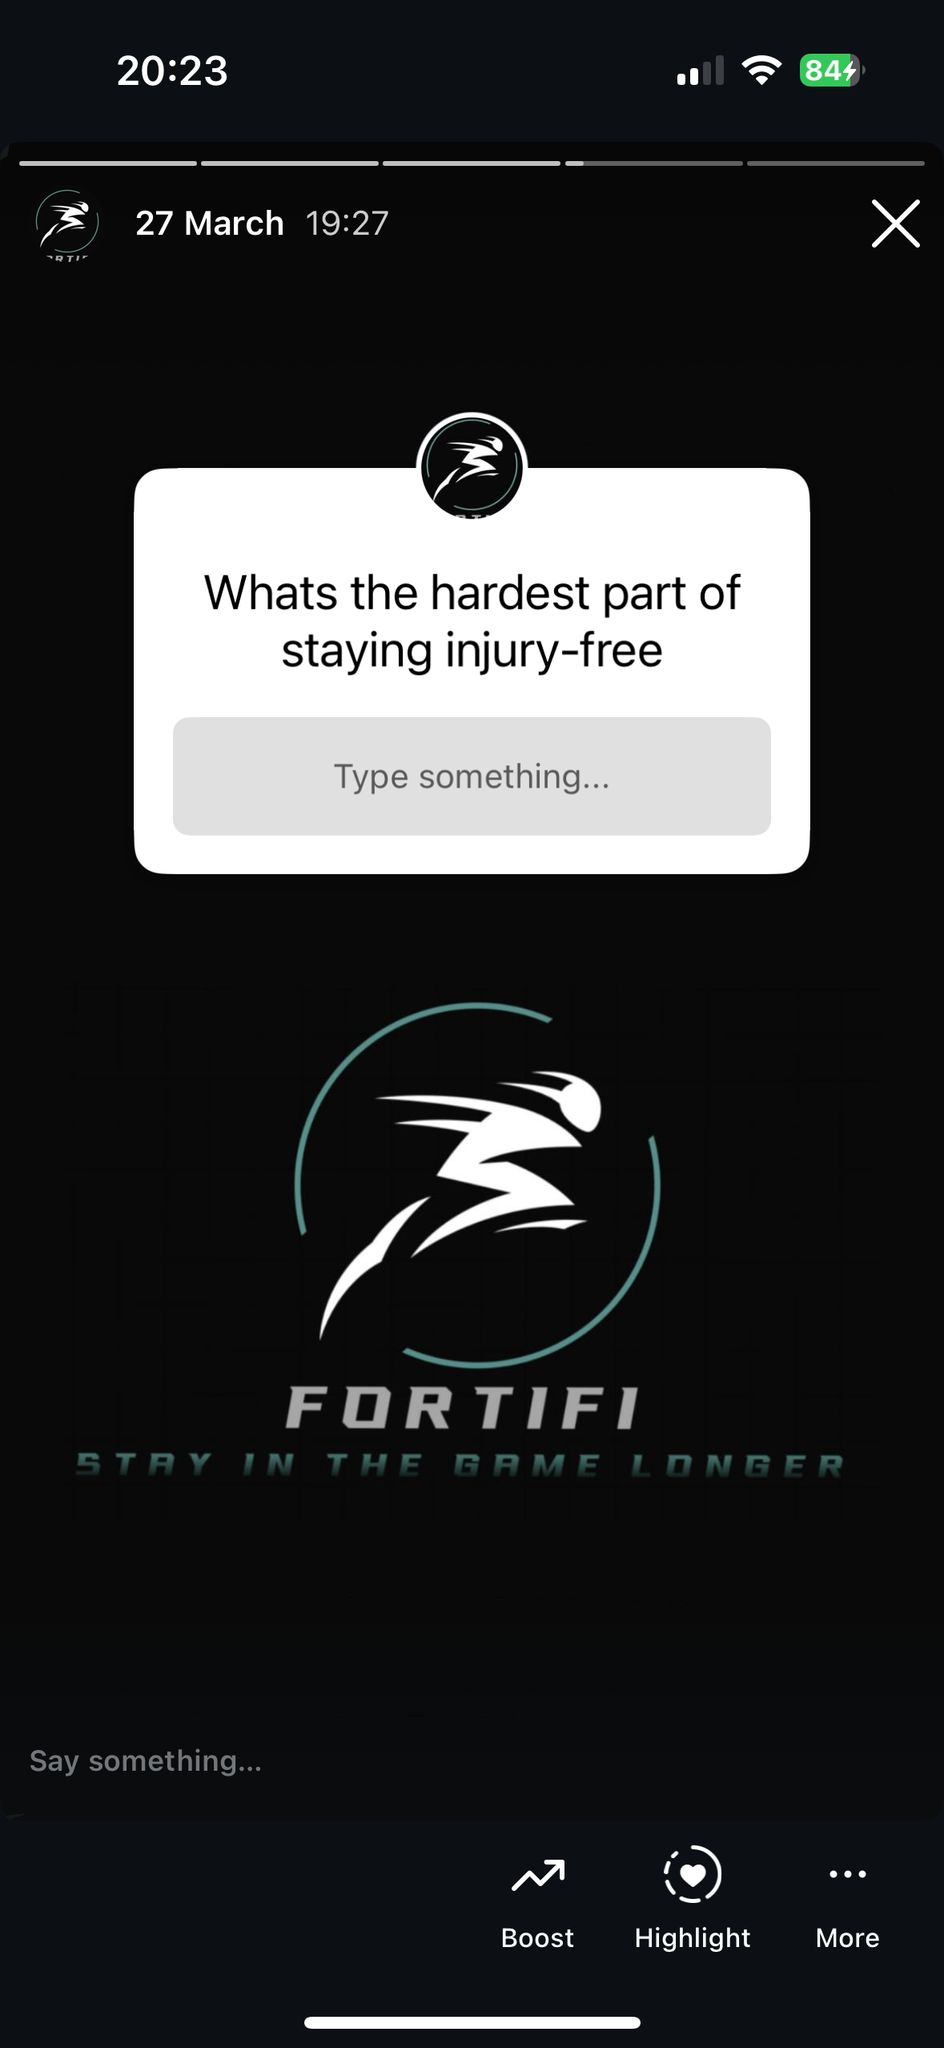 20:23
84
27 March 19:27
Whats the hardest part of
staying injury-free
Type something...
FORTIFI
STAY IN THE GAME LONGER
Say something...
Boost
Highlight
More